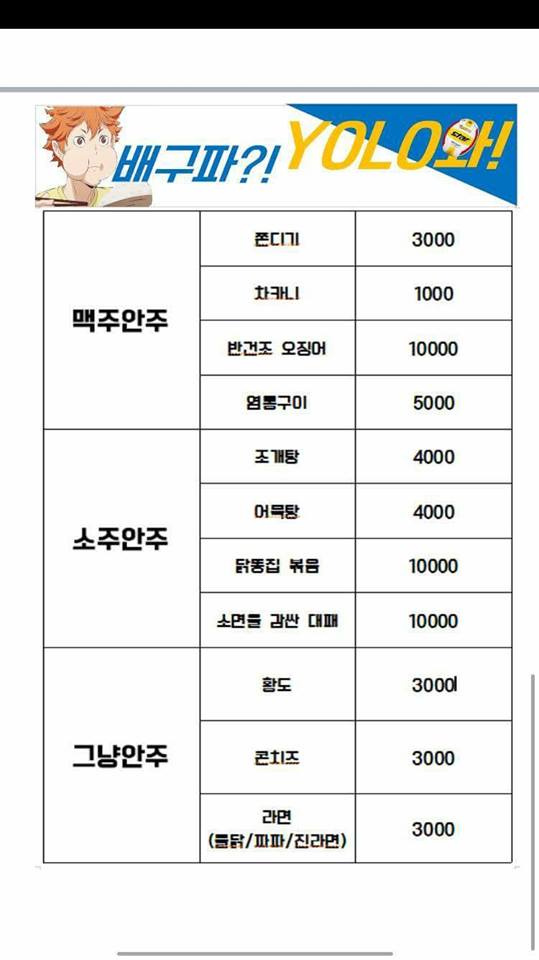 배구파?! YOLO와!
STAR
맥주안주
쫀디기 3000
차카니 1000
반건조 오징어 10000
염통구이 5000
소주안주
조개탕 4000
어묵탕 4000
닭똥집 볶음 10000
소면을 감싼 대패 10000
그냥안주
황도 3000
콘치즈 3000
라면
(불닭/짜파/진라면) 3000